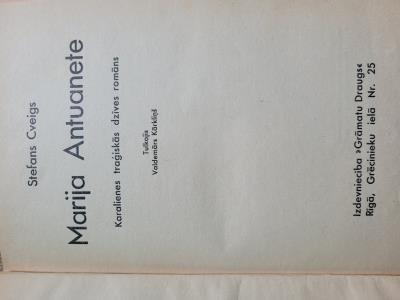 Stefans Cveigs
Marija Antuanete
Karalienes traģiskās dzīves romāns
Tulkojis
Valdemārs Kārkliņš
Izdevniecība »Grāmatu Draugs«
Rīgā, Grēcinieku ielā Nr. 25